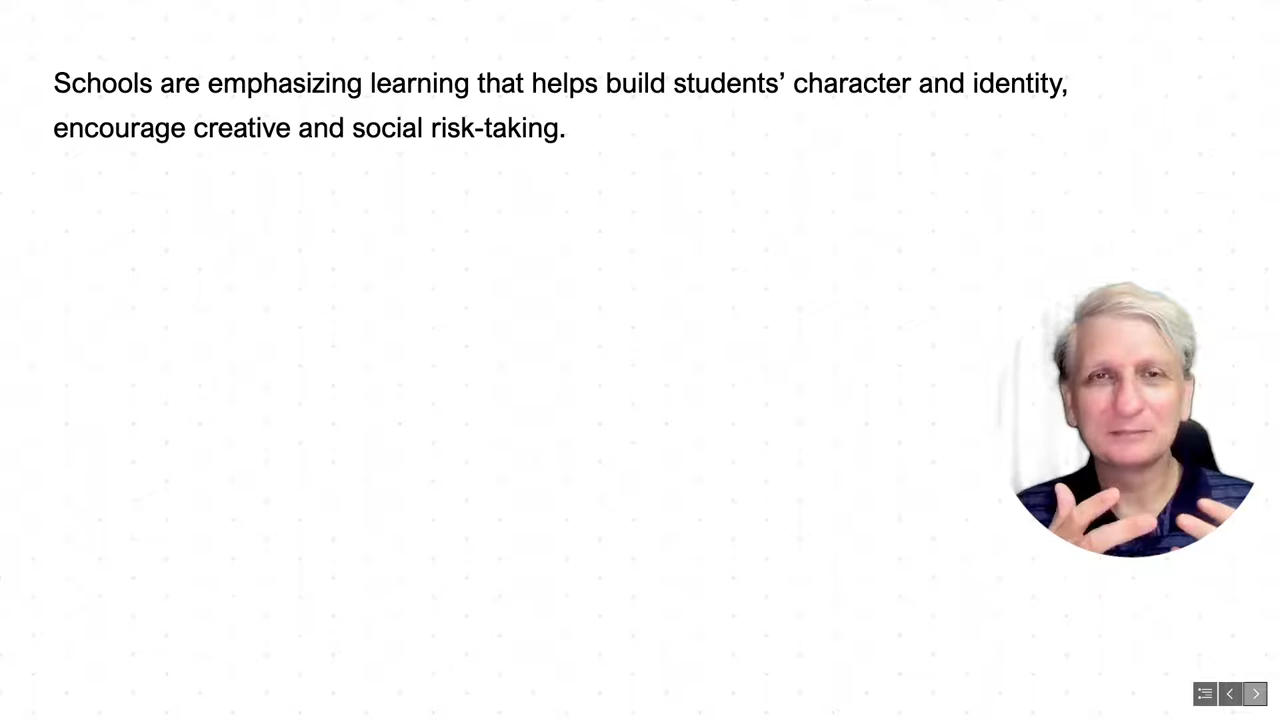 Schools are emphasizing learning that helps build students’ character and identity,
encourage creative and social risk-taking.